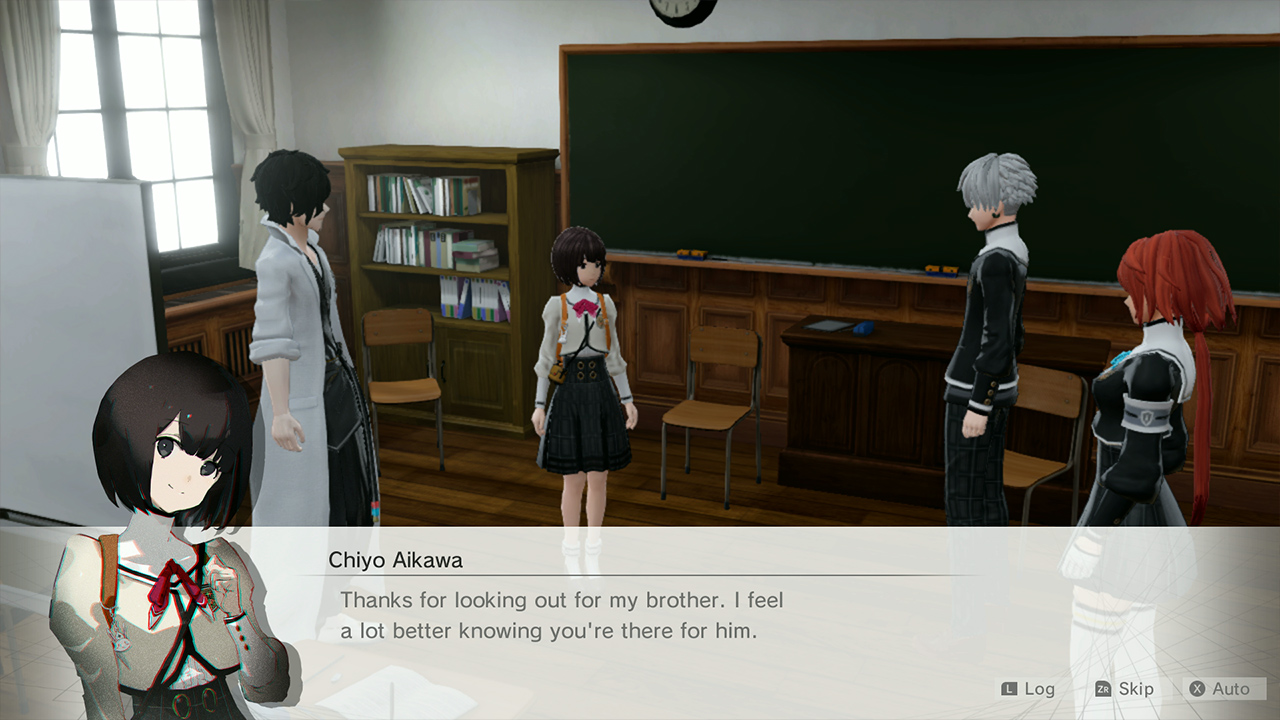 Chiyo Aikawa
Thanks for looking out for my brother. I feel
a lot better knowing you're there for him.
L Log ZR Skip X Auto